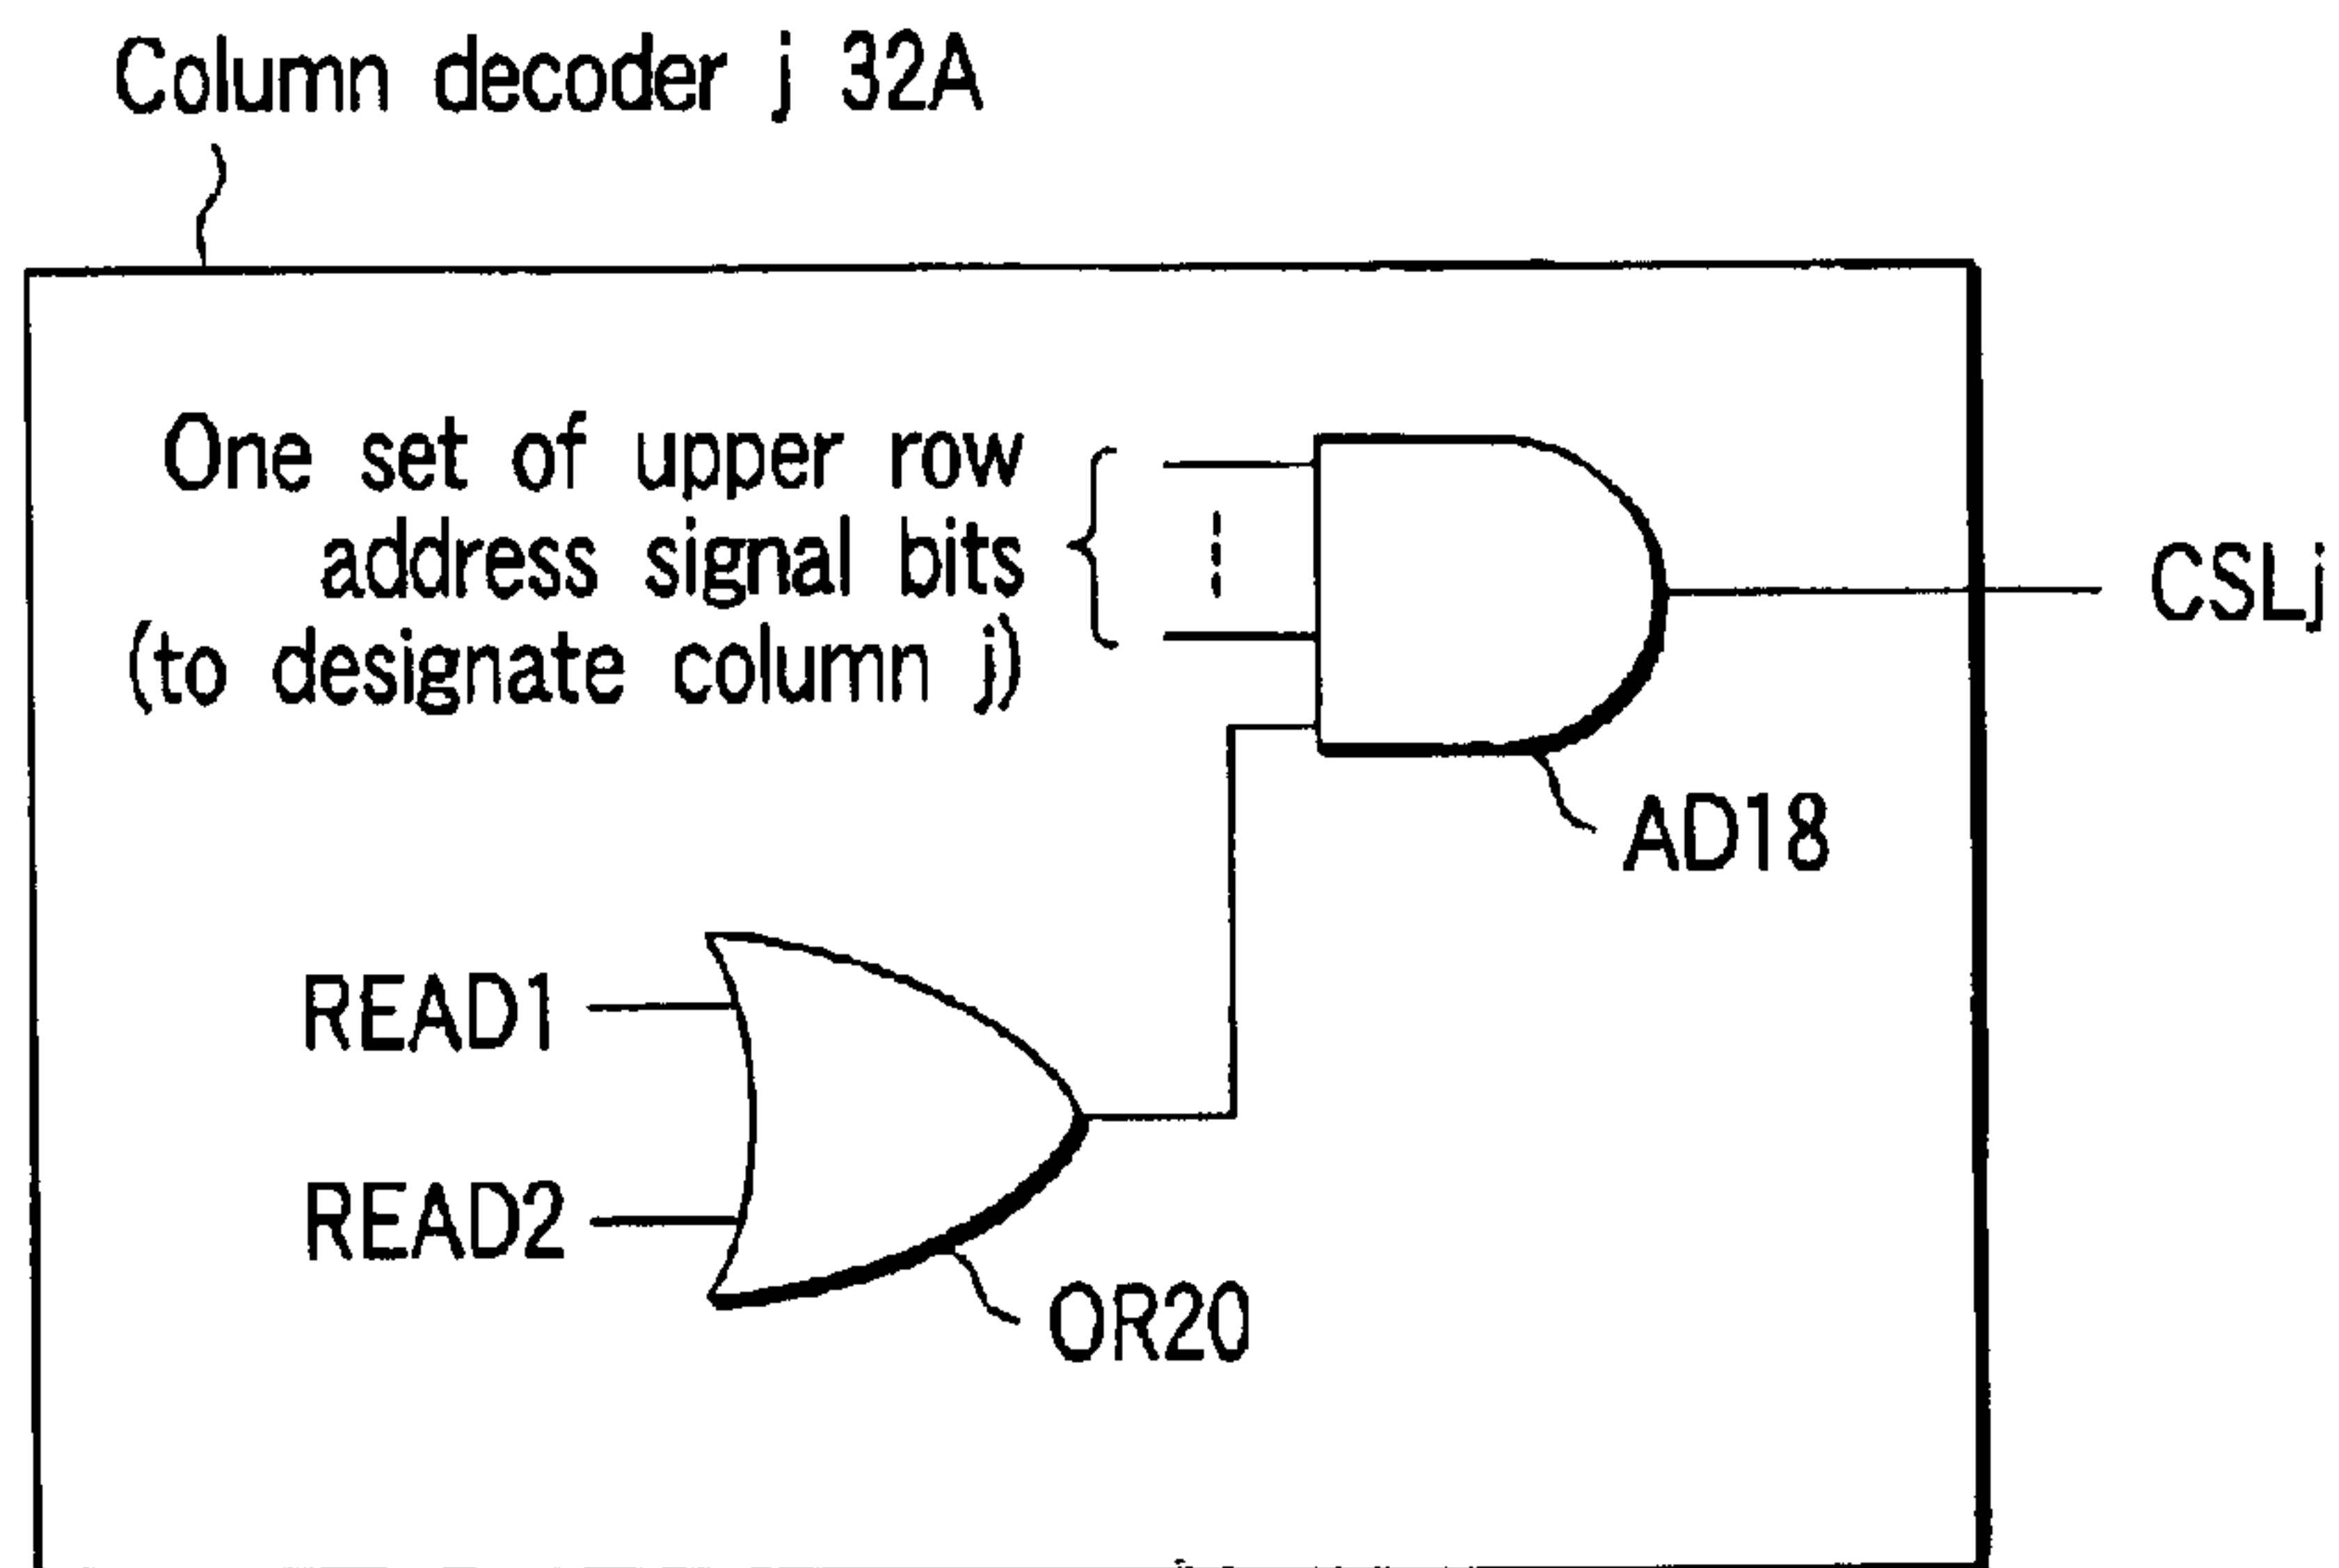 Column decoder j 32A
One set of upper row
address signal bits
(to designate column j)
CSLj
AD18
READ1
READ2
OR20